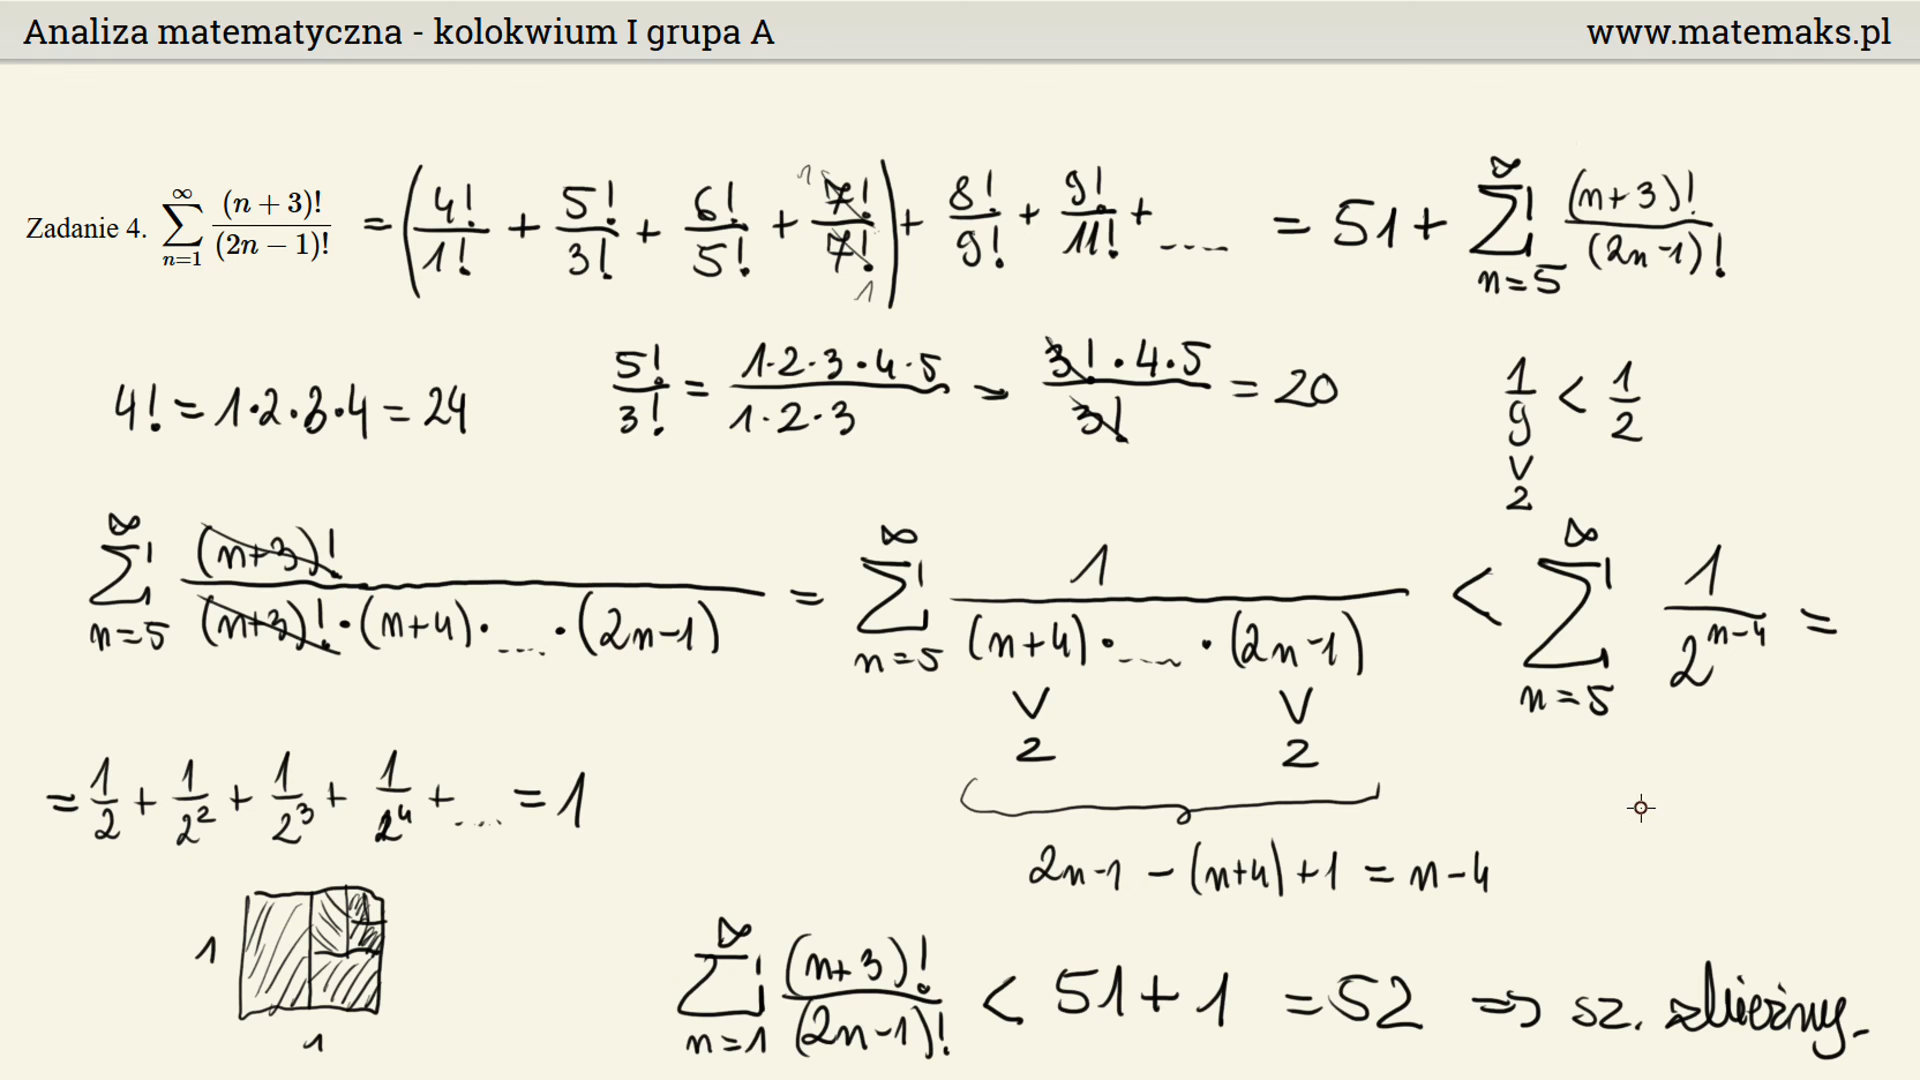 Analiza matematyczna - kolokwium I grupa A www.matemaks.pl
Zadanie 4. ∑_{n=1}^{∞} (n + 3)!/(2n − 1)! = (4!/1! + 5!/3! + 6!/5! + 7!/7!) + 8!/9! + 9!/11! + .... = 51 + ∑_{n=5}^{∞} (n+3)!/(2n-1)!
1
1
4! = 1·2·3·4 = 24 5!/3! = 1·2·3·4·5/1·2·3 = 3!·4·5/3! = 20 1/9 < 1/2
V
2
∑_{n=5}^{∞} (n+3)!/(n+3)!·(n+4)·....·(2n-1) = ∑_{n=5}^{∞} 1/(n+4)·....·(2n-1) < ∑_{n=5}^{∞} 1/2^{n-4} =
V V
2 2
= 1/2 + 1/2² + 1/2³ + 1/2⁴ + .... = 1
2n-1 - (n+4) + 1 = n-4
1
1
∑_{n=1}^{∞} (n+3)!/(2n-1)! < 51 + 1 = 52 => sz. zbieżny.